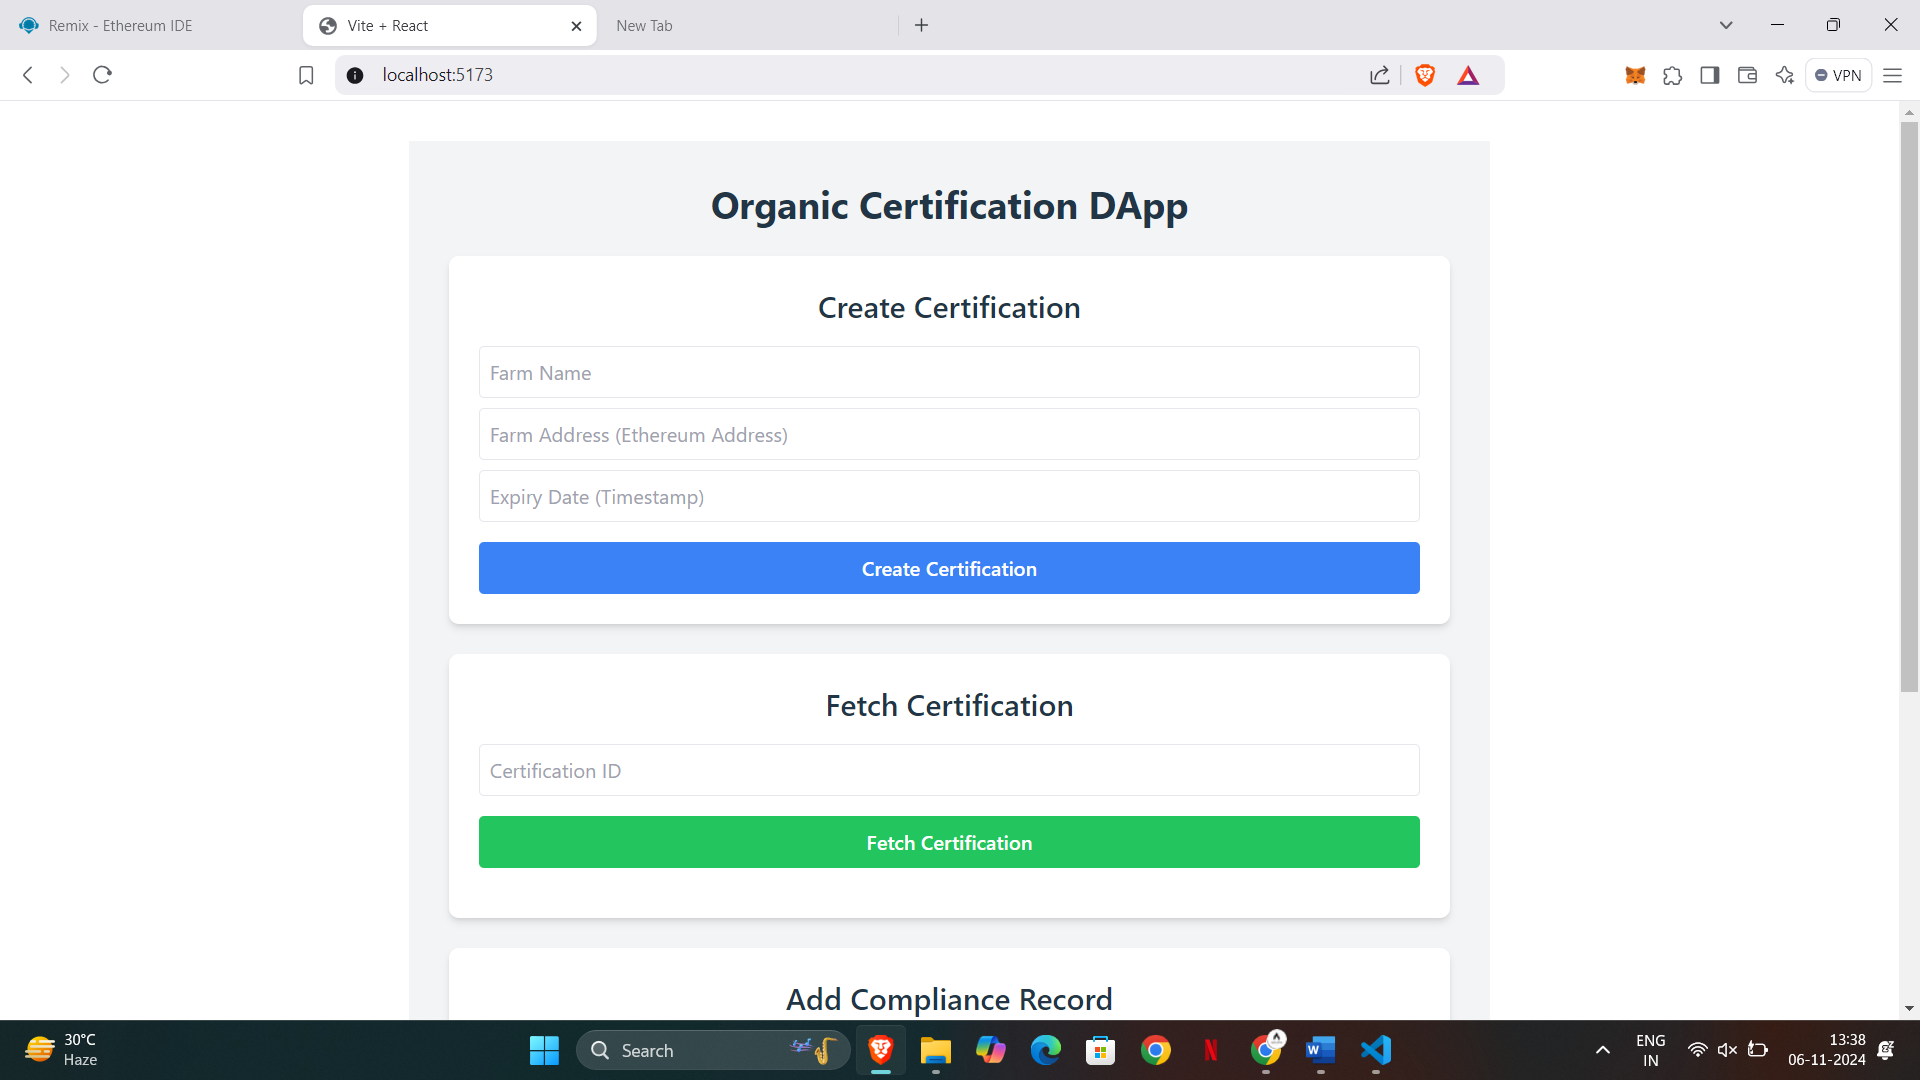 Remix - Ethereum IDE
Vite + React
New Tab
localhost:5173
VPN
Organic Certification DApp
Create Certification
Farm Name
Farm Address (Ethereum Address)
Expiry Date (Timestamp)
Create Certification
Fetch Certification
Certification ID
Fetch Certification
Add Compliance Record
30°C
Haze
Search
ENG
IN
13:38
06-11-2024